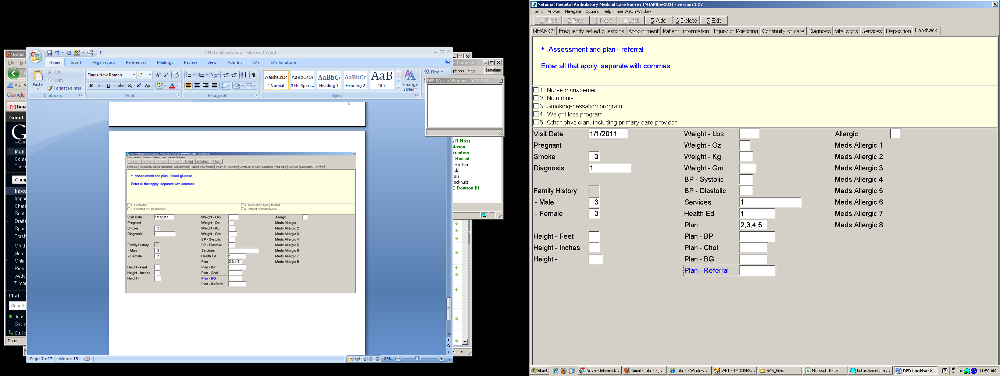 Gmail
File Edi
Most V
Google
Gma
Gmail
G
by Goo
Mail
Conta
Tasks
Comp
Inbox
Impor
Chats
Sent
Drafts
Spam
Trash
Grad
Notes
Online
Rich
wedd
7 mor
Chat
Search
Jessi
Set s
Call p
Done
OPD Lookback.docx - Microsoft Word
Home Insert Page Layout References Mailings Review View Add-Ins SAS SAS Solutions
Paste
Cut
Copy
Format Painter
Clipboard
Times New Roman 12
Font
Paragraph
AaBbCcDc AaBbCcDc AaBbCc AaBbCc AaB
¶ Normal ¶ No Spaci... Heading 1 Heading 2 Title
Change Styles
Styles
Find
6
National Hospital Ambulatory Medical Care Survey (NHAMCS-201) - version 1.27
Forms Answer Navigate Options Help Hide Watch Window
1 First 2 Prev 3 Next 4 Last 5 Add 6 Delete 7 Exit
NHAMCS Frequently asked questions Appointment Patient Information Injury or Poisoning Continuity of care Diagnosis vital signs Services Disposition Lookback
Assessment and plan - blood glucose
Enter all that apply, separate with commas
1. Controlled 3. Medication being titrated
2. Elevated or uncontrolled 4. Patient nonadherence
Visit Date 1/1/2011 Weight - Lbs Allergic
Pregnant Weight - Oz Meds Allergic 1
Smoke 3 Weight - Kg Meds Allergic 2
Diagnosis 1 Weight - Gm Meds Allergic 3
BP - Systolic Meds Allergic 4
Family History BP - Diastolic Meds Allergic 5
- Male 3 Services 1 Meds Allergic 6
- Female 3 Health Ed 1 Meds Allergic 7
Plan 2,3,4,5 Meds Allergic 8
Height - Feet Plan - BP
Height - Inches Plan - Chol
Height - Plan - BG
Plan - Referral
Page: 7 of 7 Words: 15 85%
e Connect - ...
ptions Help Sametime
DEP Watch Window - 00020101
R Noss
Mason
Gerstein
Heimel
Heiston
ndy
oss
ookhultz
E Dawson III
National Hospital Ambulatory Medical Care Survey (NHAMCS-201) - version 1.27
Forms Answer Navigate Options Help Hide Watch Window
1 First 2 Prev 3 Next 4 Last 5 Add 6 Delete 7 Exit
NHAMCS Frequently asked questions Appointment Patient Information Injury or Poisoning Continuity of care Diagnosis vital signs Services Disposition Lookback
Assessment and plan - referral
Enter all that apply, separate with commas
1. Nurse management
2. Nutritionist
3. Smoking-cessation program
4. Weight loss program
5. Other physician, including primary care provider
Visit Date 1/1/2011 Weight - Lbs Allergic
Pregnant Weight - Oz Meds Allergic 1
Smoke 3 Weight - Kg Meds Allergic 2
Diagnosis 1 Weight - Gm Meds Allergic 3
BP - Systolic Meds Allergic 4
Family History BP - Diastolic Meds Allergic 5
- Male 3 Services 1 Meds Allergic 6
- Female 3 Health Ed 1 Meds Allergic 7
Plan 2,3,4,5 Meds Allergic 8
Height - Feet Plan - BP
Height - Inches Plan - Chol
Height - Plan - BG
Plan - Referral
Start Novell-delivered... Gmail - Inbox - j... Inbox - Window... WBT - TMOUSER... SAS_Files Microsoft Excel Lotus Sametime ... OPD Lookback.... 11:50 AM